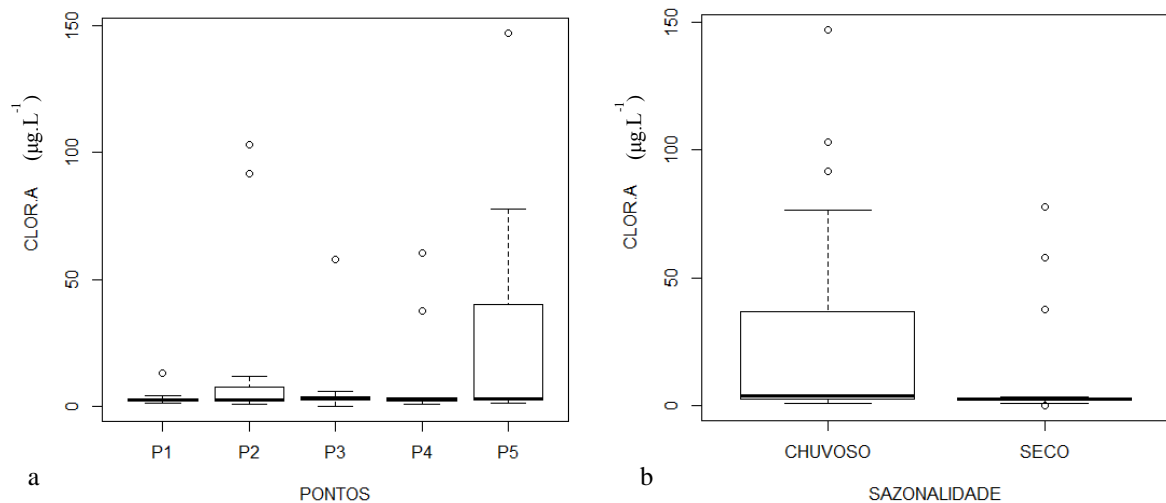 CLOR.A (µg.L⁻¹)
150
100
50
0
P1 P2 P3 P4 P5
PONTOS
a
CLOR.A (µg.L⁻¹)
150
100
50
0
CHUVOSO SECO
SAZONALIDADE
b